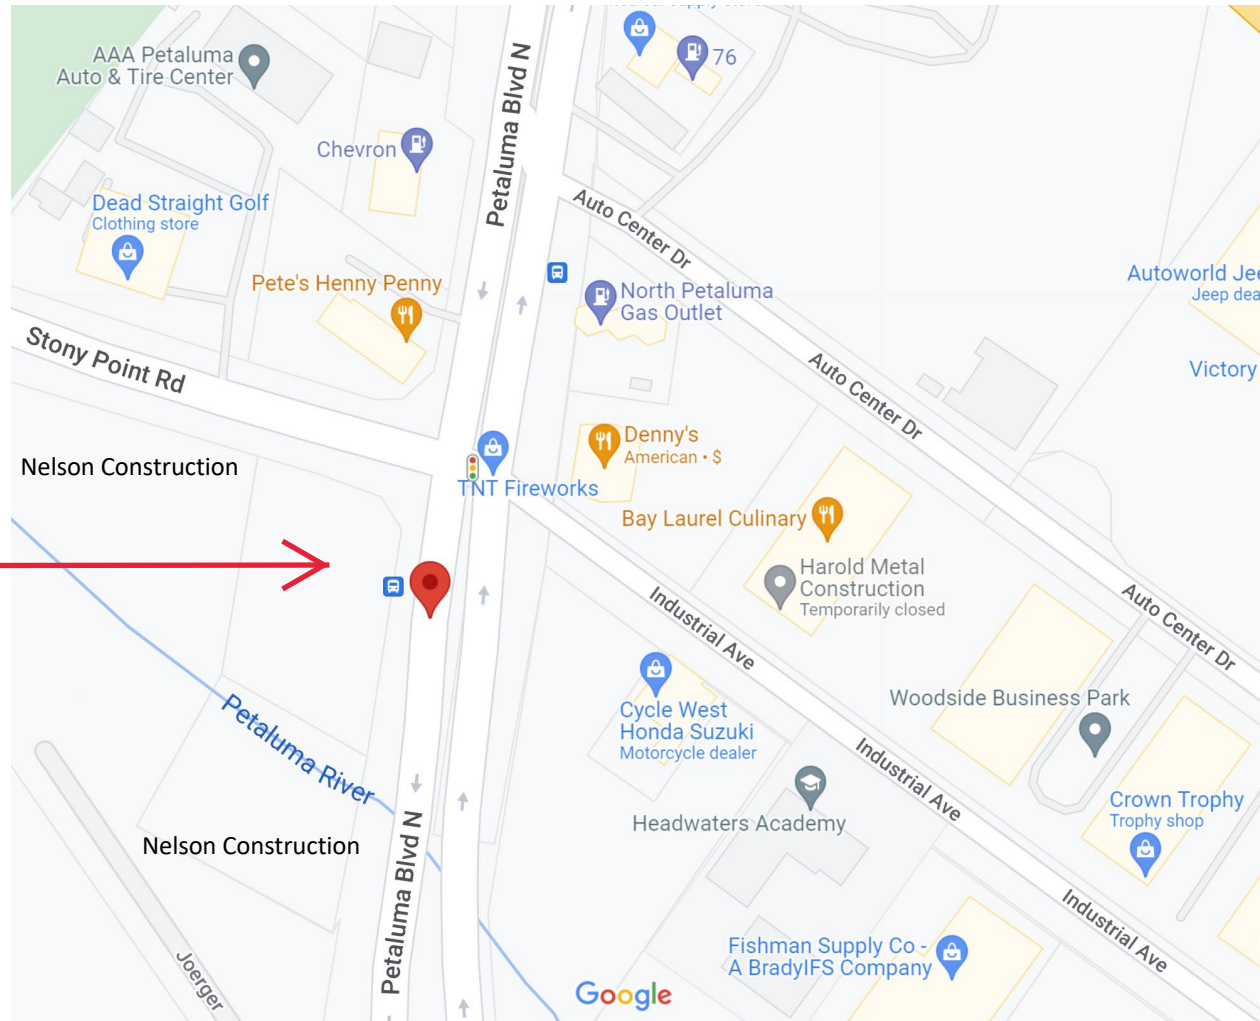 76
AAA Petaluma
Auto & Tire Center
Petaluma Blvd N
Chevron
Dead Straight Golf
Clothing store
Auto Center Dr
Pete's Henny Penny
North Petaluma
Gas Outlet
Autoworld Jee
Jeep dea
Stony Point Rd
Auto Center Dr
Victory
Denny's
American • $
Nelson Construction
TNT Fireworks
Bay Laurel Culinary
Harold Metal
Construction
Temporarily closed
Industrial Ave
Auto Center Dr
Cycle West
Honda Suzuki
Motorcycle dealer
Woodside Business Park
Petaluma River
Industrial Ave
Crown Trophy
Trophy shop
Headwaters Academy
Nelson Construction
Petaluma Blvd N
Industrial Ave
Fishman Supply Co -
A BradyIFS Company
Joerger
Google